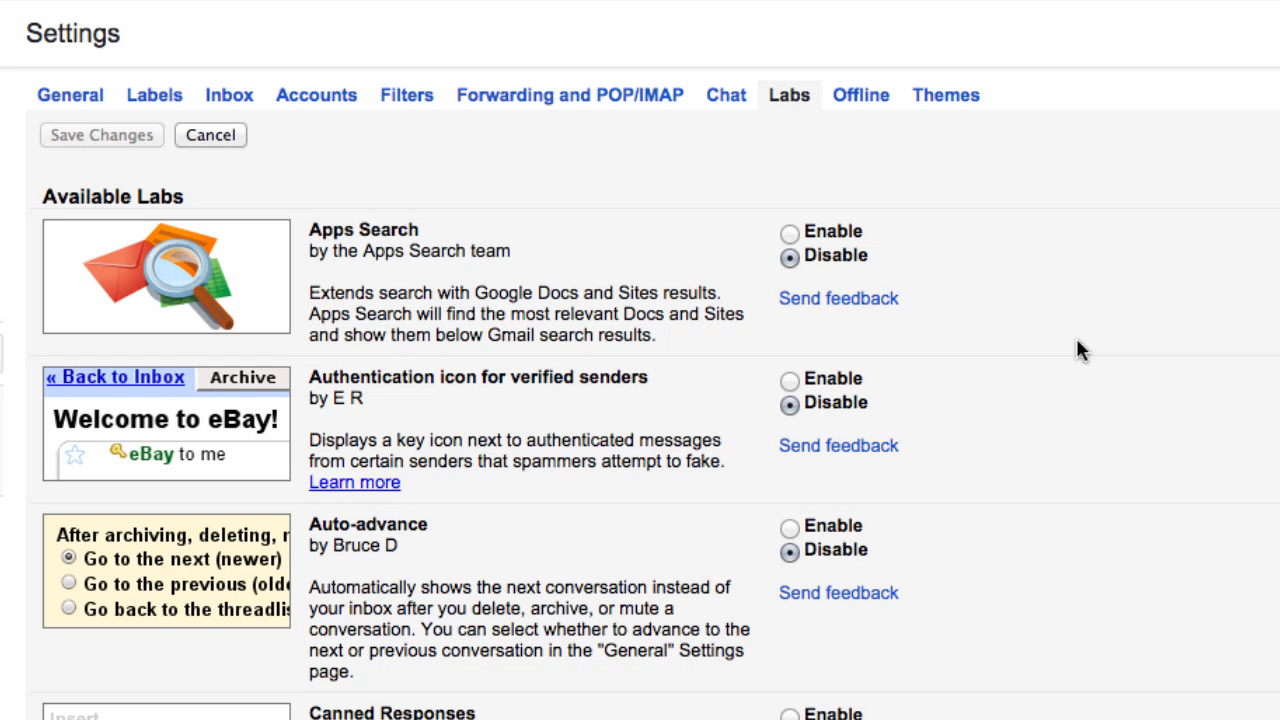 Settings
General Labels Inbox Accounts Filters Forwarding and POP/IMAP Chat Labs Offline Themes
Save Changes Cancel
Available Labs
Apps Search
by the Apps Search team
Extends search with Google Docs and Sites results.
Apps Search will find the most relevant Docs and Sites
and show them below Gmail search results.
Enable
Disable
Send feedback
« Back to Inbox Archive
Welcome to eBay!
eBay to me
Authentication icon for verified senders
by E R
Displays a key icon next to authenticated messages
from certain senders that spammers attempt to fake.
Learn more
Enable
Disable
Send feedback
After archiving, deleting,
Go to the next (newer)
Go to the previous
Go back to the
Auto-advance
by Bruce D
Automatically shows the next conversation instead of
your inbox after you delete, archive, or mute a
conversation. You can select whether to advance to the
next or previous conversation in the "General" Settings
page.
Enable
Disable
Send feedback
Insert
Canned Responses
Enable